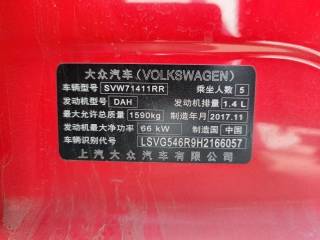 大众汽车(VOLKSWAGEN)
车辆型号 SVW71411RR 乘坐人数 5
发动机型号 DAH 发动机排量 1.4 L
最大允许总质量 1590kg 制造年月 2017.11
发动机最大净功率 66 kW 制造国 中国
车辆识别代号 LSVG546R9H2166057
上汽大众汽车有限公司